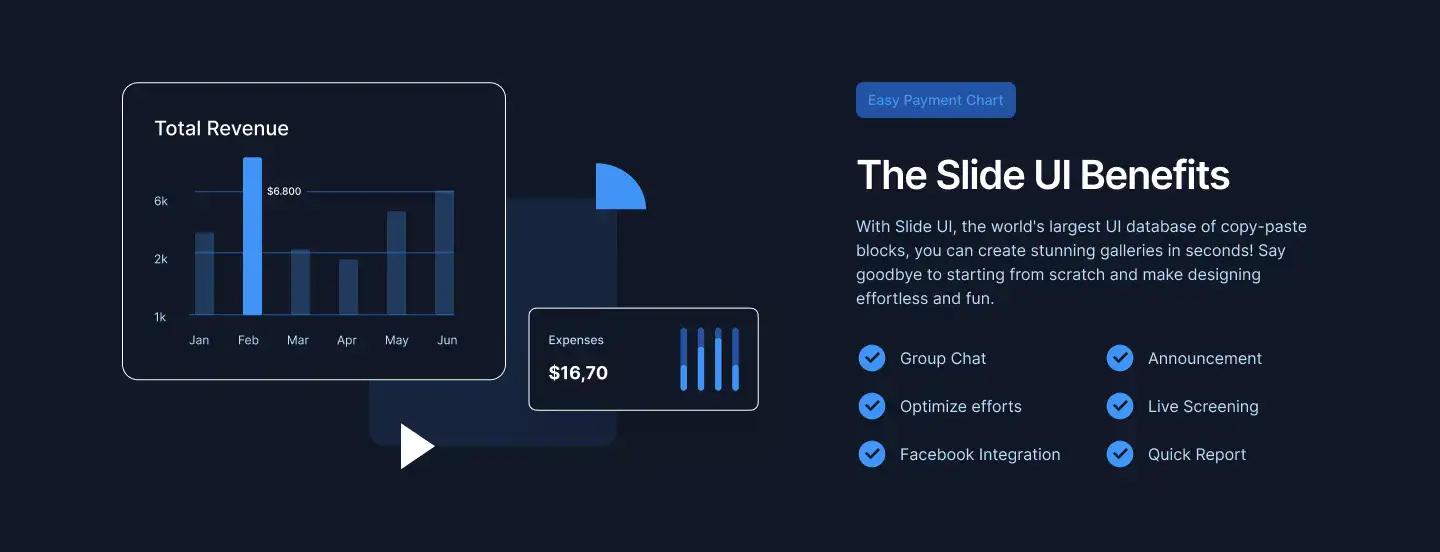 Total Revenue
$6.800
6k
2k
1k
Jan Feb Mar Apr May Jun
Expenses
$16,70
Easy Payment Chart
The Slide UI Benefits
With Slide UI, the world's largest UI database of copy-paste
blocks, you can create stunning galleries in seconds! Say
goodbye to starting from scratch and make designing
effortless and fun.
Group Chat
Announcement
Optimize efforts
Live Screening
Facebook Integration
Quick Report